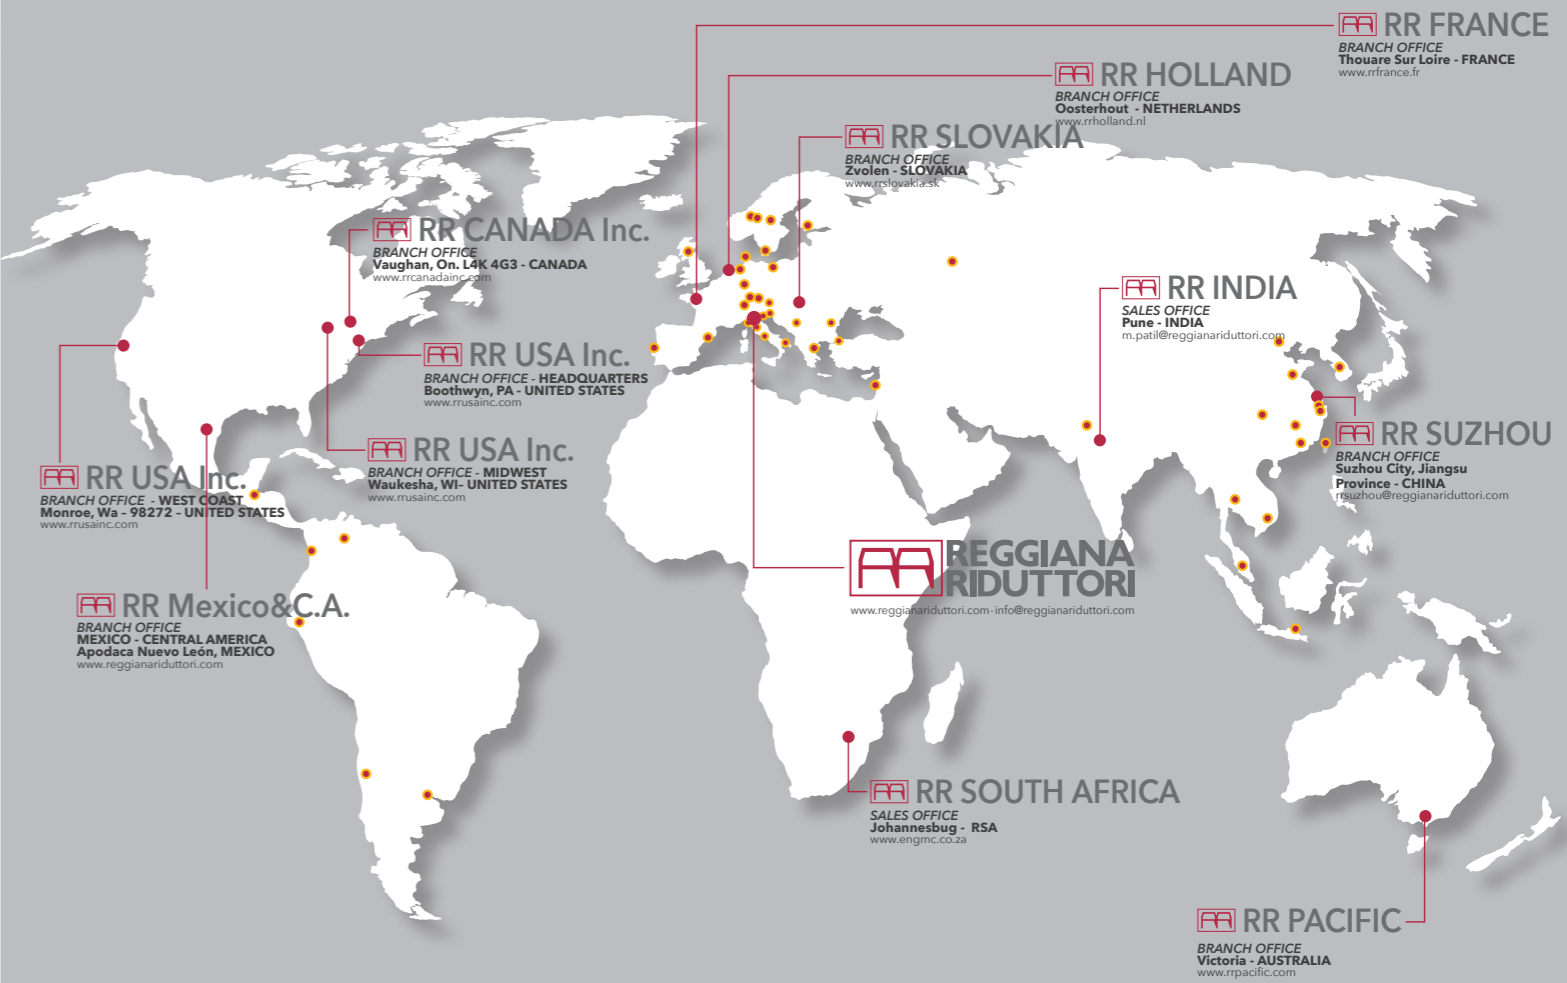 RR FRANCE
BRANCH OFFICE
Thouare Sur Loire - FRANCE
www.rrfrance.fr
RR HOLLAND
BRANCH OFFICE
Oosterhout - NETHERLANDS
www.rrholland.nl
RR SLOVAKIA
BRANCH OFFICE
Zvolen - SLOVAKIA
www.rrslovakia.sk
RR CANADA Inc.
BRANCH OFFICE
Vaughan, On. L4K 4G3 - CANADA
www.rrcanadainc.com
RR INDIA
SALES OFFICE
Pune - INDIA
m.patil@reggianariduttori.com
RR USA Inc.
BRANCH OFFICE - HEADQUARTERS
Boothwyn, PA - UNITED STATES
www.rrusainc.com
RR USA Inc.
BRANCH OFFICE - MIDWEST
Waukesha, WI- UNITED STATES
www.rrusainc.com
RR USA Inc.
BRANCH OFFICE - WEST COAST
Monroe, Wa - 98272 - UNITED STATES
www.rrusainc.com
RR SUZHOU
BRANCH OFFICE
Suzhou City, Jiangsu
Province - CHINA
rrsuzhou@reggianariduttori.com
REGGIANA
RIDUTTORI
www.reggianariduttori.com-info@reggianariduttori.com
RR Mexico&C.A.
BRANCH OFFICE
MEXICO - CENTRAL AMERICA
Apodaca Nuevo León, MEXICO
www.reggianariduttori.com
RR SOUTH AFRICA
SALES OFFICE
Johannesbug - RSA
www.engmc.co.za
RR PACIFIC
BRANCH OFFICE
Victoria - AUSTRALIA
www.rrpacific.com